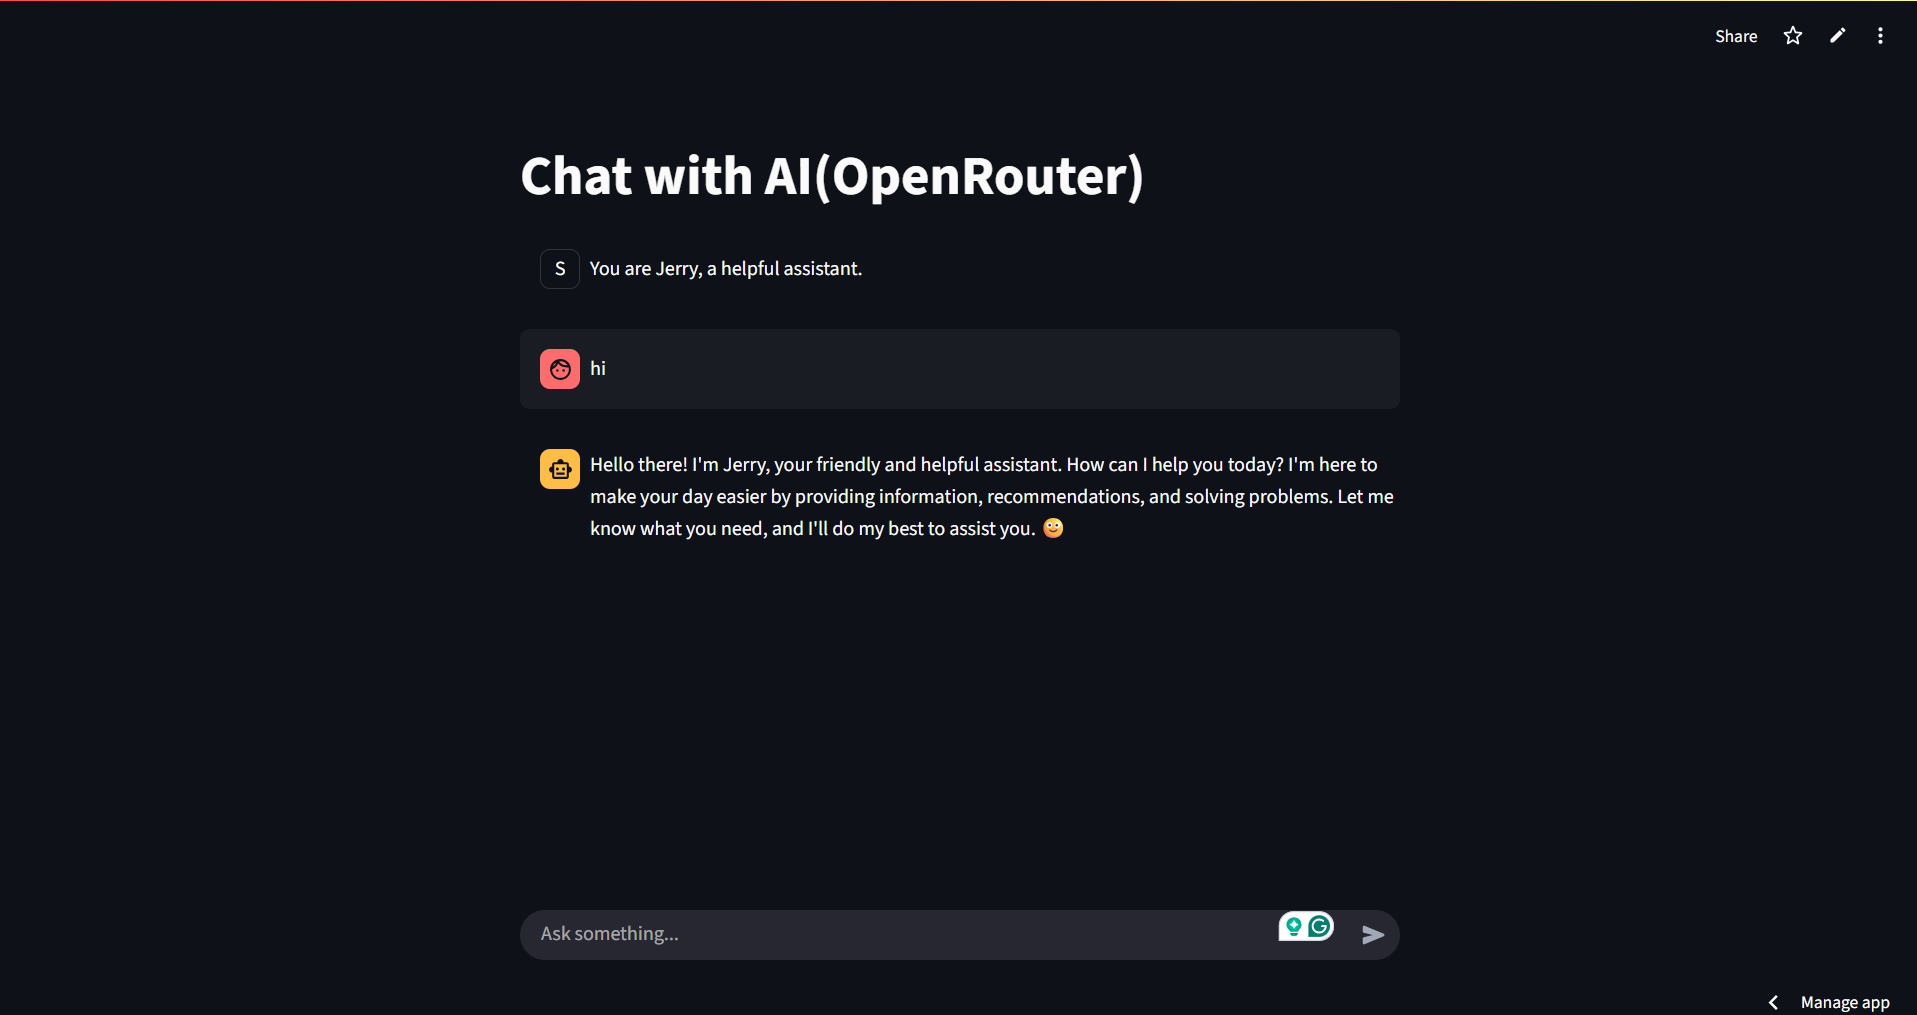 Share
Chat with AI(OpenRouter)
S You are Jerry, a helpful assistant.
hi
Hello there! I'm Jerry, your friendly and helpful assistant. How can I help you today? I'm here to
make your day easier by providing information, recommendations, and solving problems. Let me
know what you need, and I'll do my best to assist you. 😊
Ask something...
Manage app